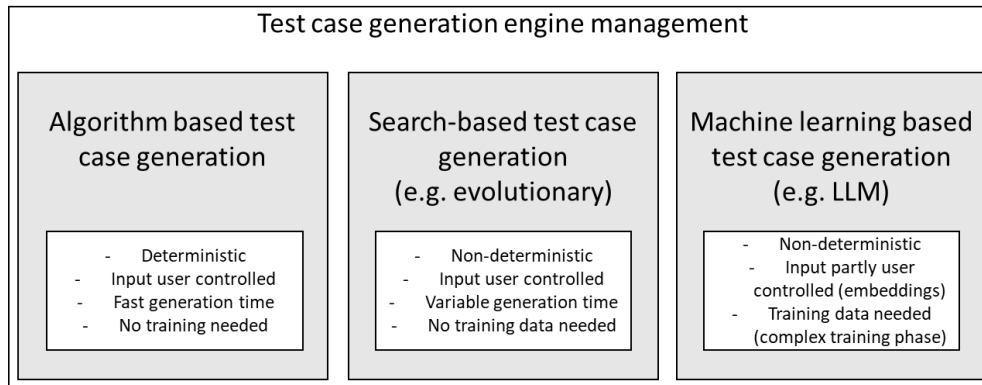 Test case generation engine management
Algorithm based test
case generation
- Deterministic
- Input user controlled
- Fast generation time
- No training needed
Search-based test case
generation
(e.g. evolutionary)
- Non-deterministic
- Input user controlled
- Variable generation time
- No training data needed
Machine learning based
test case generation
(e.g. LLM)
- Non-deterministic
- Input partly user
controlled (embeddings)
- Training data needed
(complex training phase)